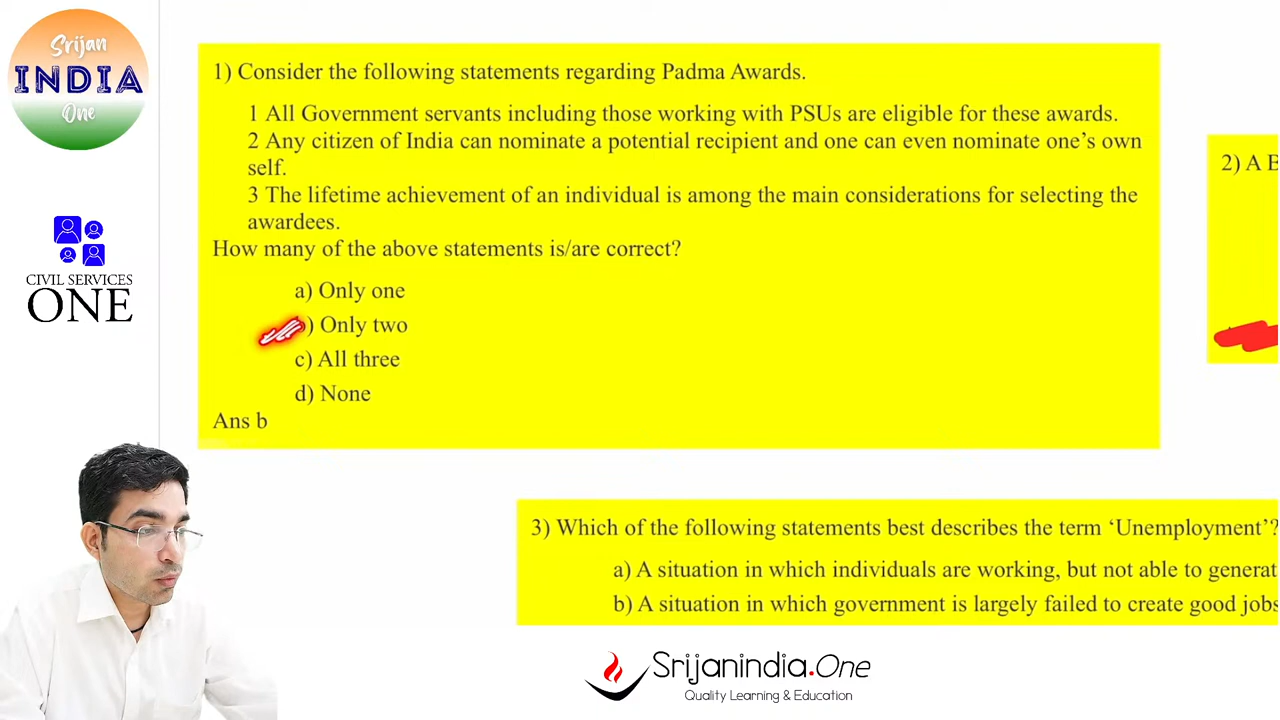 Srijan
INDIA
One
CIVIL SERVICES
ONE
1) Consider the following statements regarding Padma Awards.
1 All Government servants including those working with PSUs are eligible for these awards.
2 Any citizen of India can nominate a potential recipient and one can even nominate one's own
self.
3 The lifetime achievement of an individual is among the main considerations for selecting the
awardees.
How many of the above statements is/are correct?
a) Only one
) Only two
c) All three
d) None
Ans b
2) A B
3) Which of the following statements best describes the term 'Unemployment'?
a) A situation in which individuals are working, but not able to generat
b) A situation in which government is largely failed to create good jobs
Srijanindia.One
Quality Learning & Education